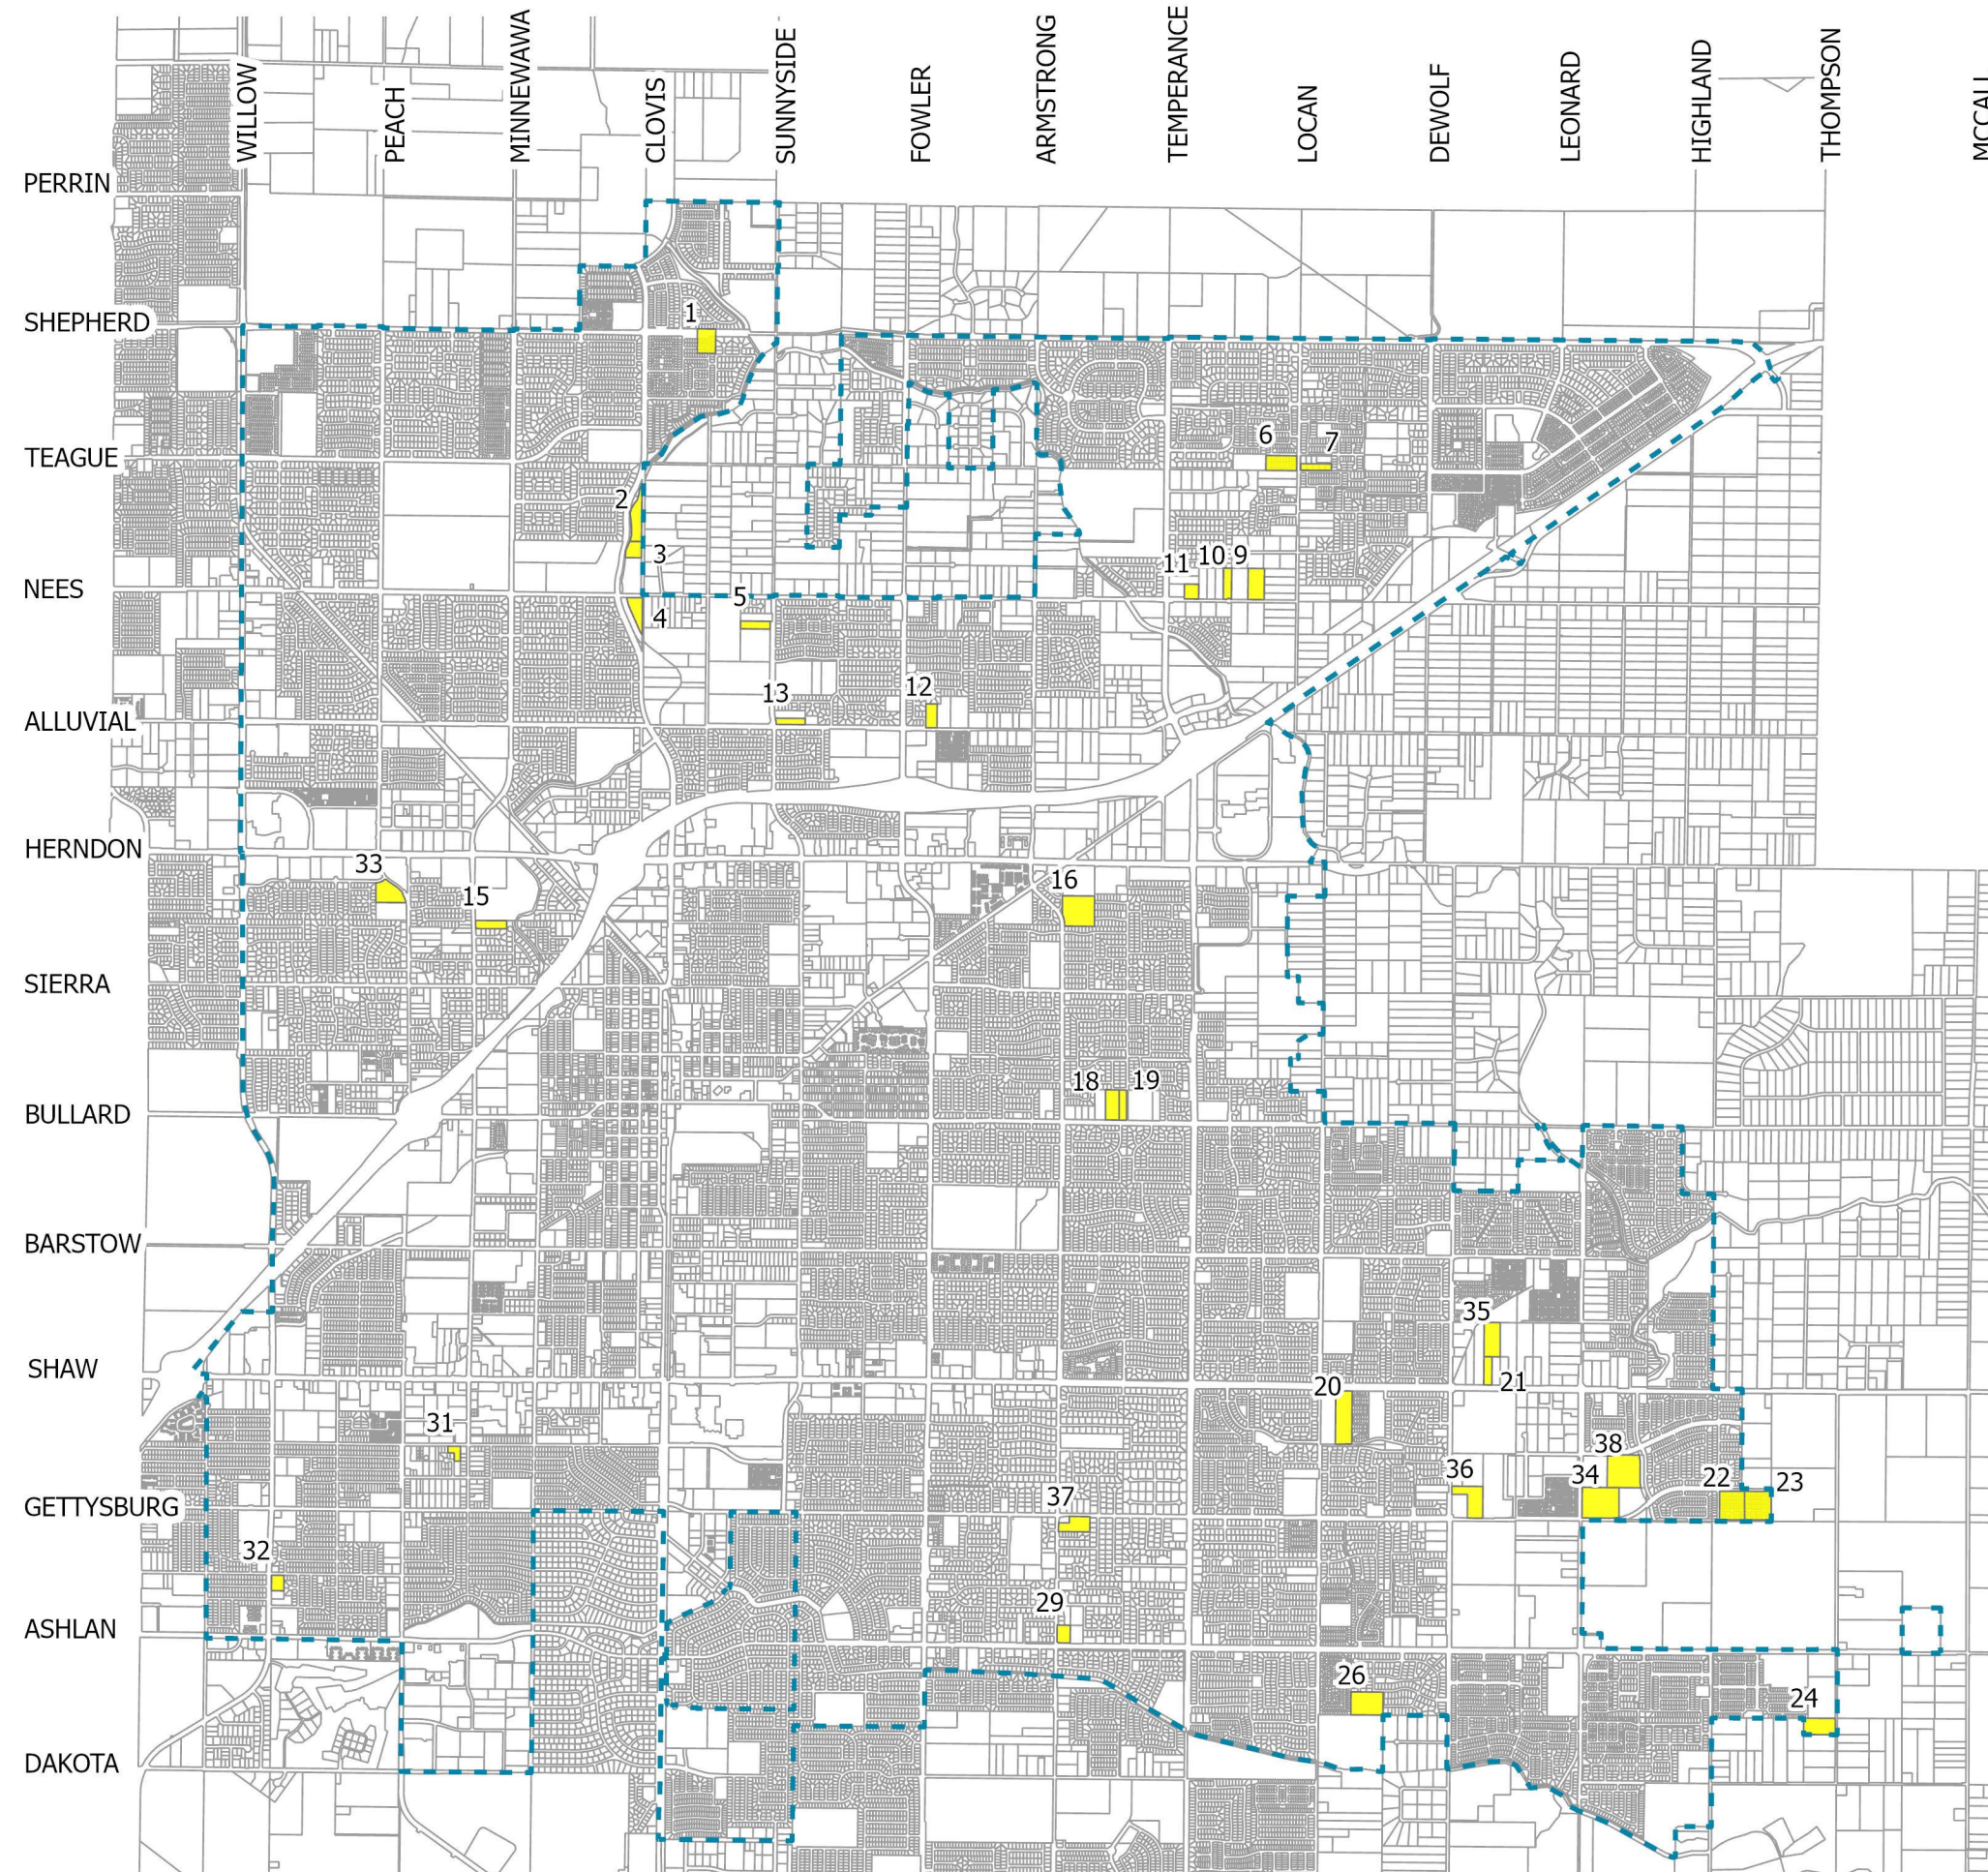 WILLOW
PEACH
MINNEWAWA
CLOVIS
SUNNYSIDE
FOWLER
ARMSTRONG
TEMPERANCE
LOCAN
DEWOLF
LEONARD
HIGHLAND
THOMPSON
MCCALL
PERRIN
SHEPHERD
1
TEAGUE
6
7
2
3
11
10
9
NEES
5
4
13
12
ALLUVIAL
HERNDON
33
15
16
SIERRA
18
19
BULLARD
BARSTOW
35
SHAW
20
21
31
38
36
34
22
23
37
GETTYSBURG
32
29
ASHLAN
26
24
DAKOTA